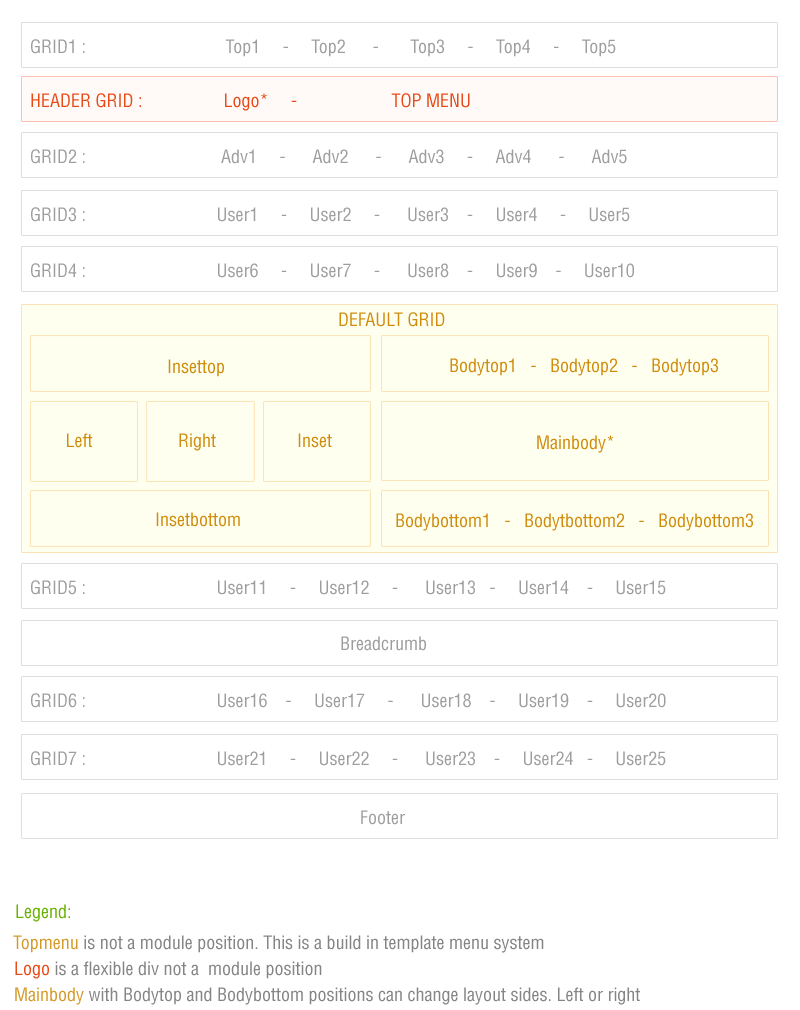 GRID1 : Top1 - Top2 - Top3 - Top4 - Top5
HEADER GRID : Logo* - TOP MENU
GRID2 : Adv1 - Adv2 - Adv3 - Adv4 - Adv5
GRID3 : User1 - User2 - User3 - User4 - User5
GRID4 : User6 - User7 - User8 - User9 - User10
DEFAULT GRID
Insettop
Bodytop1 - Bodytop2 - Bodytop3
Left
Right
Inset
Mainbody*
Insetbottom
Bodybottom1 - Bodytbottom2 - Bodybottom3
GRID5 : User11 - User12 - User13 - User14 - User15
Breadcrumb
GRID6 : User16 - User17 - User18 - User19 - User20
GRID7 : User21 - User22 - User23 - User24 - User25
Footer
Legend:
Topmenu is not a module position. This is a build in template menu system
Logo is a flexible div not a module position
Mainbody with Bodytop and Bodybottom positions can change layout sides. Left or right